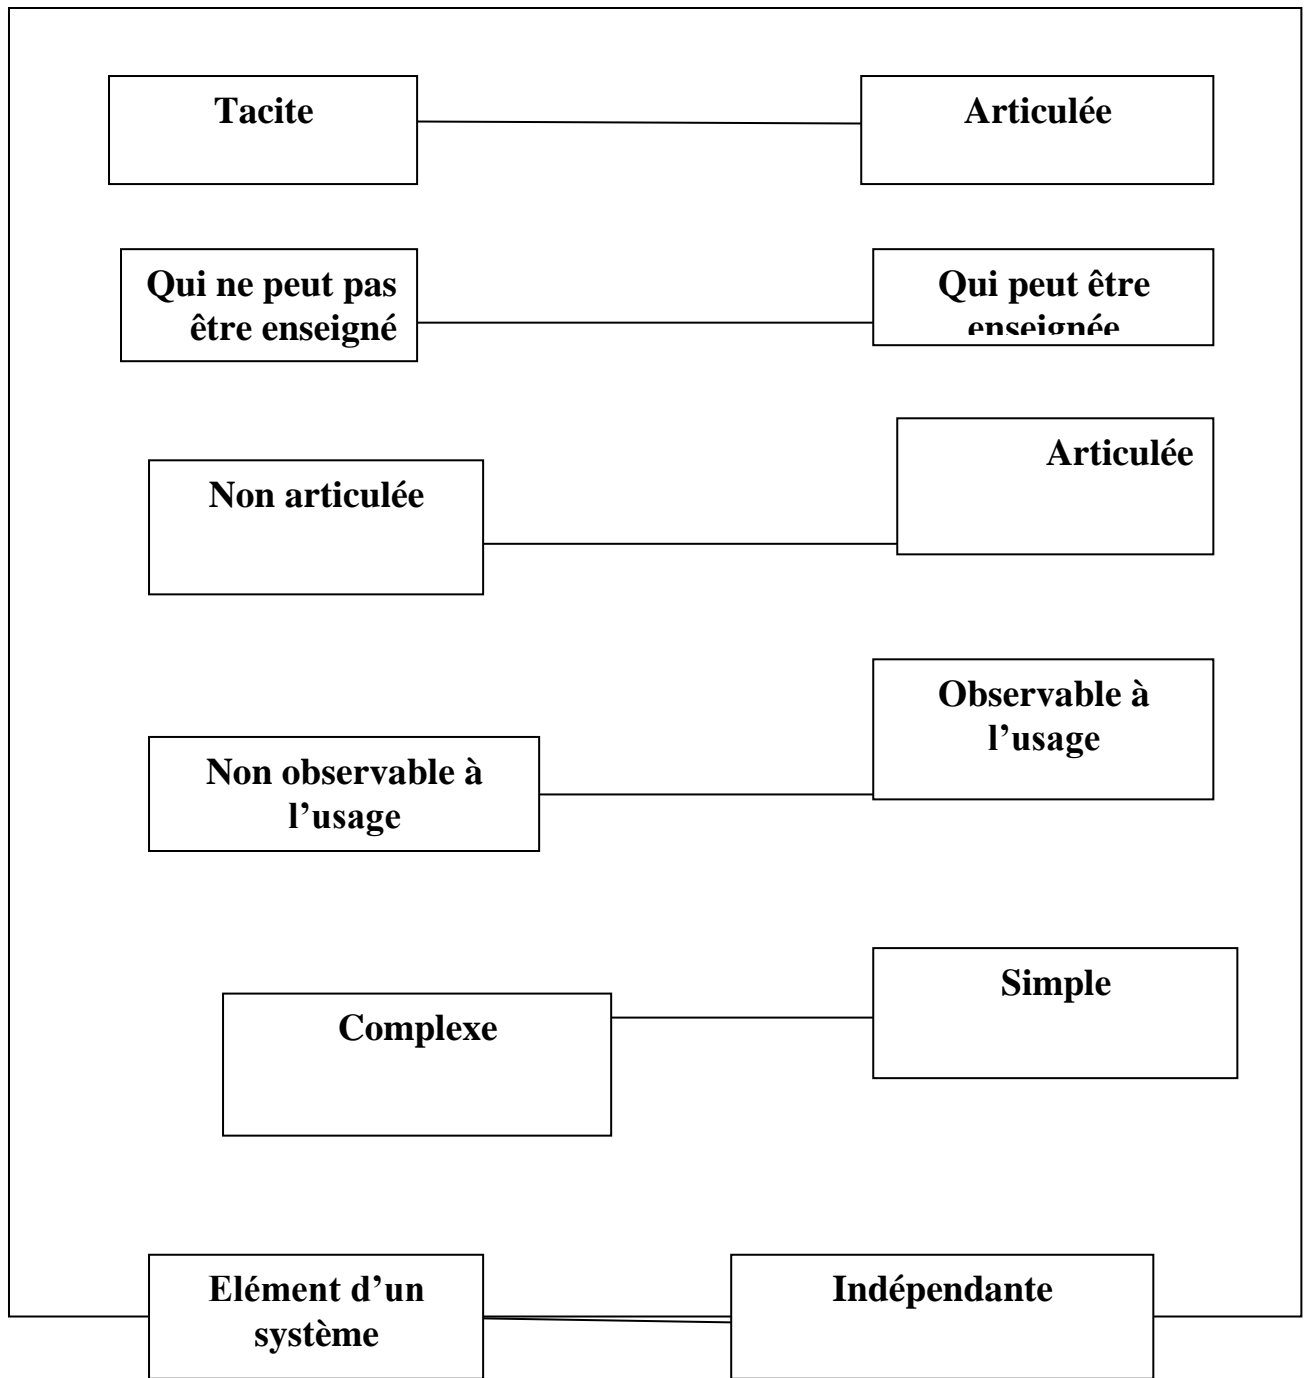 Tacite
Articulée
Qui ne peut pas
être enseigné
Qui peut être
enseignée
Articulée
Non articulée
Observable à
l’usage
Non observable à
l’usage
Simple
Complexe
Elément d’un
système
Indépendante